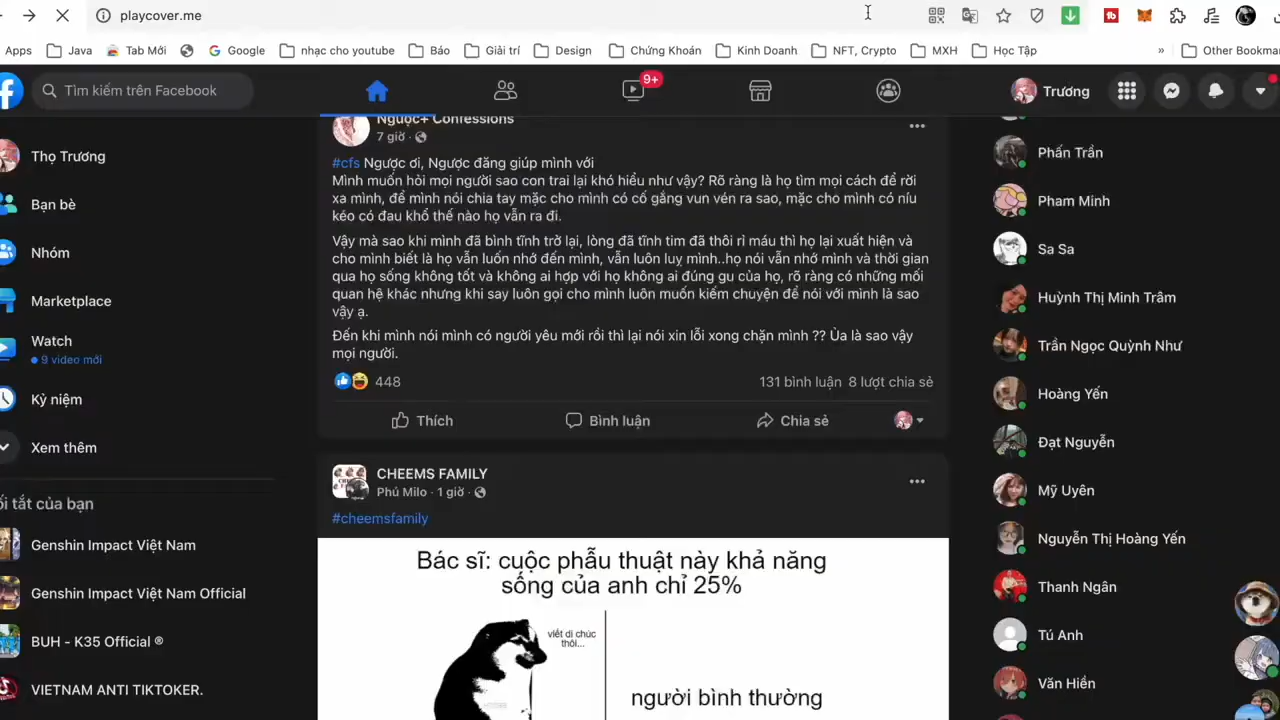 playcover.me
Apps Java Tab Mới Google nhạc cho youtube Báo Giải trí Design Chứng Khoán Kinh Doanh NFT, Crypto MXH Học Tập » Other Bookmar
Tìm kiếm trên Facebook
9+
Trương
Thọ Trương
Bạn bè
Nhóm
Marketplace
Watch
9 video mới
Kỷ niệm
Xem thêm
ối tắt của bạn
Genshin Impact Việt Nam
Genshin Impact Việt Nam Official
BUH - K35 Official ®
VIETNAM ANTI TIKTOKER.
Ngược+ Confessions
7 giờ ·
#cfs Ngược ơi, Ngược đăng giúp mình với
Mình muốn hỏi mọi người sao con trai lại khó hiểu như vậy? Rõ ràng là họ tìm mọi cách để rời
xa mình, để mình nói chia tay mặc cho mình có cố gắng vun vén ra sao, mặc cho mình có níu
kéo có đau khổ thế nào họ vẫn ra đi.
Vậy mà sao khi mình đã bình tĩnh trở lại, lòng đã tĩnh tim đã thôi rỉ máu thì họ lại xuất hiện và
cho mình biết là họ vẫn luốn nhớ đến mình, vẫn luôn luỵ mình..họ nói vẫn nhớ mình và thời gian
qua họ sống không tốt và không ai hợp với họ không ai đúng gu của họ, rõ ràng có những mối
quan hệ khác nhưng khi say luôn gọi cho mình luôn muốn kiếm chuyện để nói với mình là sao
vậy ạ.
Đến khi mình nói mình có người yêu mới rồi thì lại nói xin lỗi xong chặn mình ?? Ủa là sao vậy
mọi người.
448
131 bình luận 8 lượt chia sẻ
Thích Bình luận Chia sẻ
CHEEMS FAMILY
Phú Milo · 1 giờ ·
#cheemsfamily
Bác sĩ: cuộc phẫu thuật này khả năng
sống của anh chỉ 25%
viết di chúc
thôi...
người bình thường
Phấn Trần
Pham Minh
Sa Sa
Huỳnh Thị Minh Trâm
Trần Ngọc Quỳnh Như
Hoàng Yến
Đạt Nguyễn
Mỹ Uyên
Nguyễn Thị Hoàng Yến
Thanh Ngân
Tú Anh
Văn Hiền